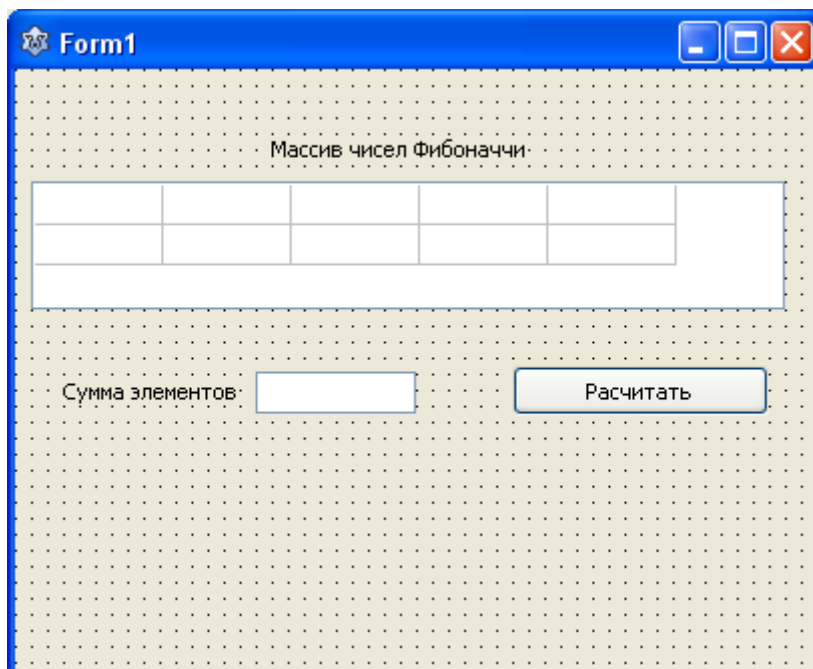 Form1
Массив чисел Фибоначчи
Сумма элементов
Расчитать